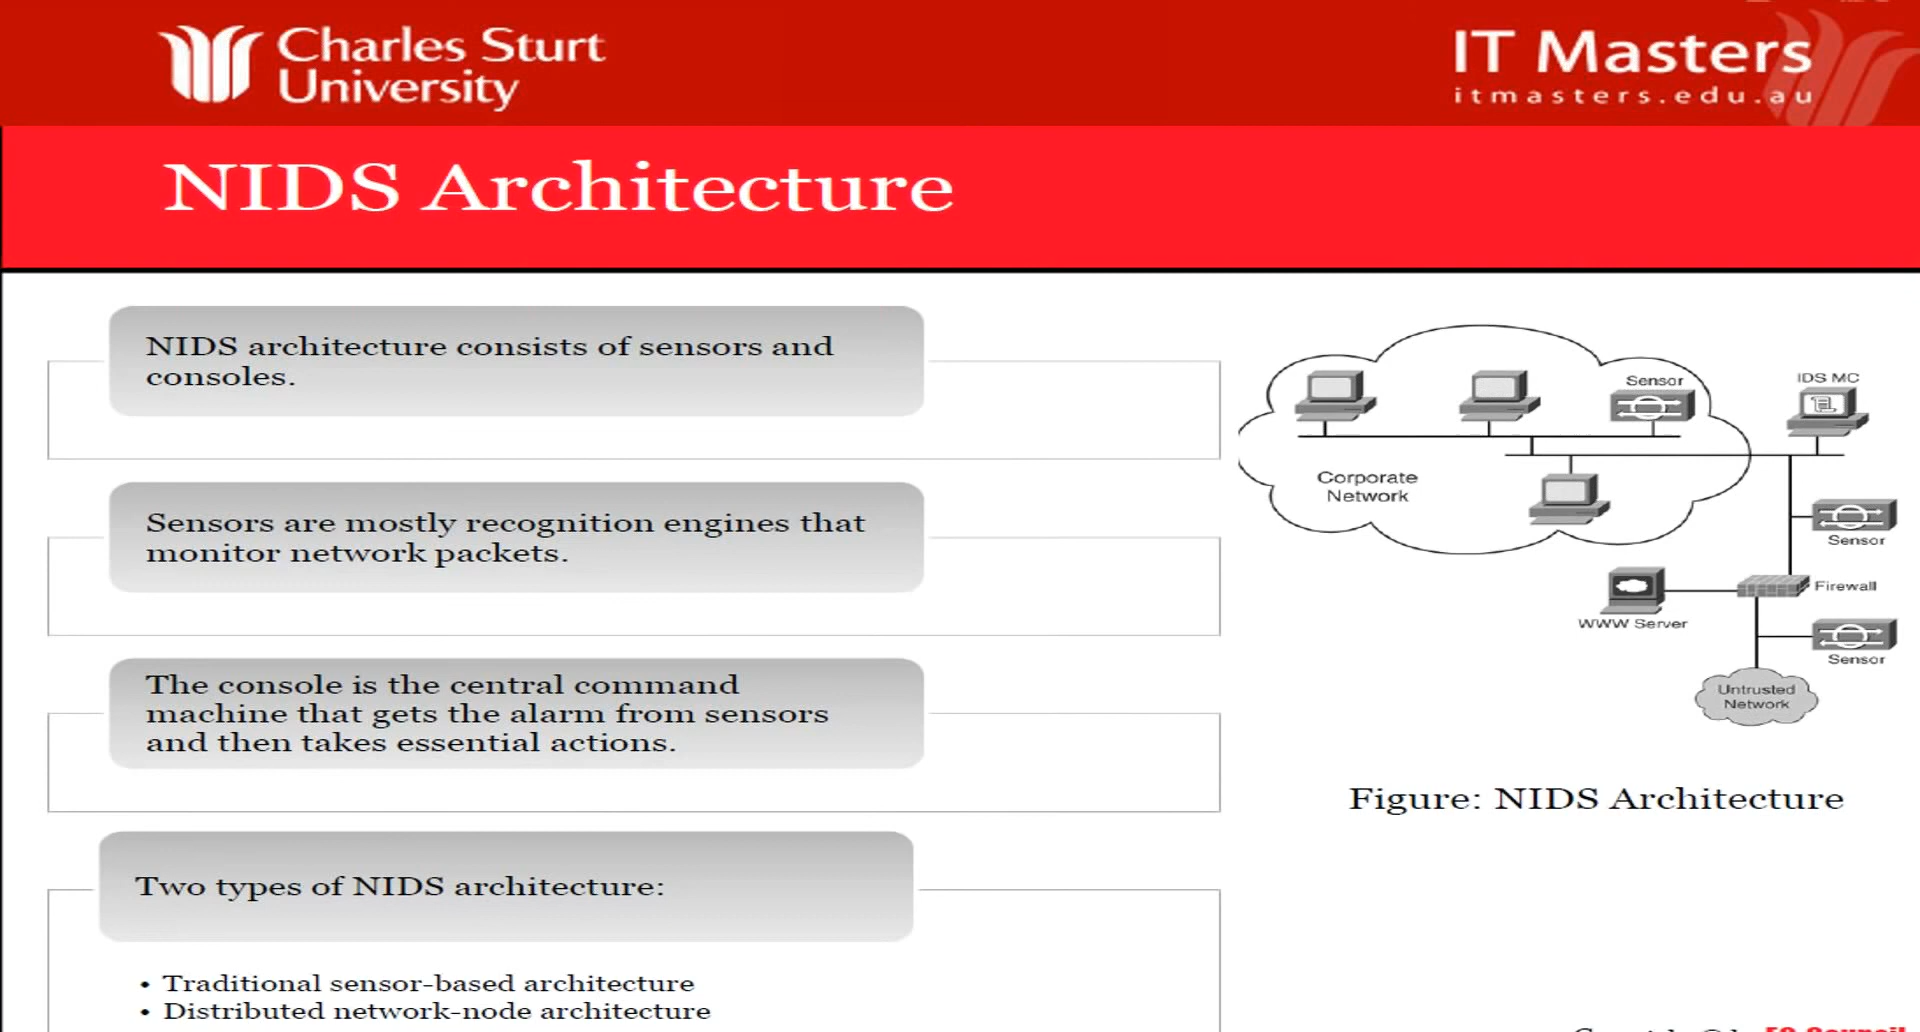 Charles Sturt
University
IT Masters
itmasters.edu.au
NIDS Architecture
NIDS architecture consists of sensors and
consoles.
Sensors are mostly recognition engines that
monitor network packets.
The console is the central command
machine that gets the alarm from sensors
and then takes essential actions.
Two types of NIDS architecture:
• Traditional sensor-based architecture
• Distributed network-node architecture
Sensor
IDS MC
Corporate
Network
Sensor
Firewall
WWW Server
Sensor
Untrusted
Network
Figure: NIDS Architecture